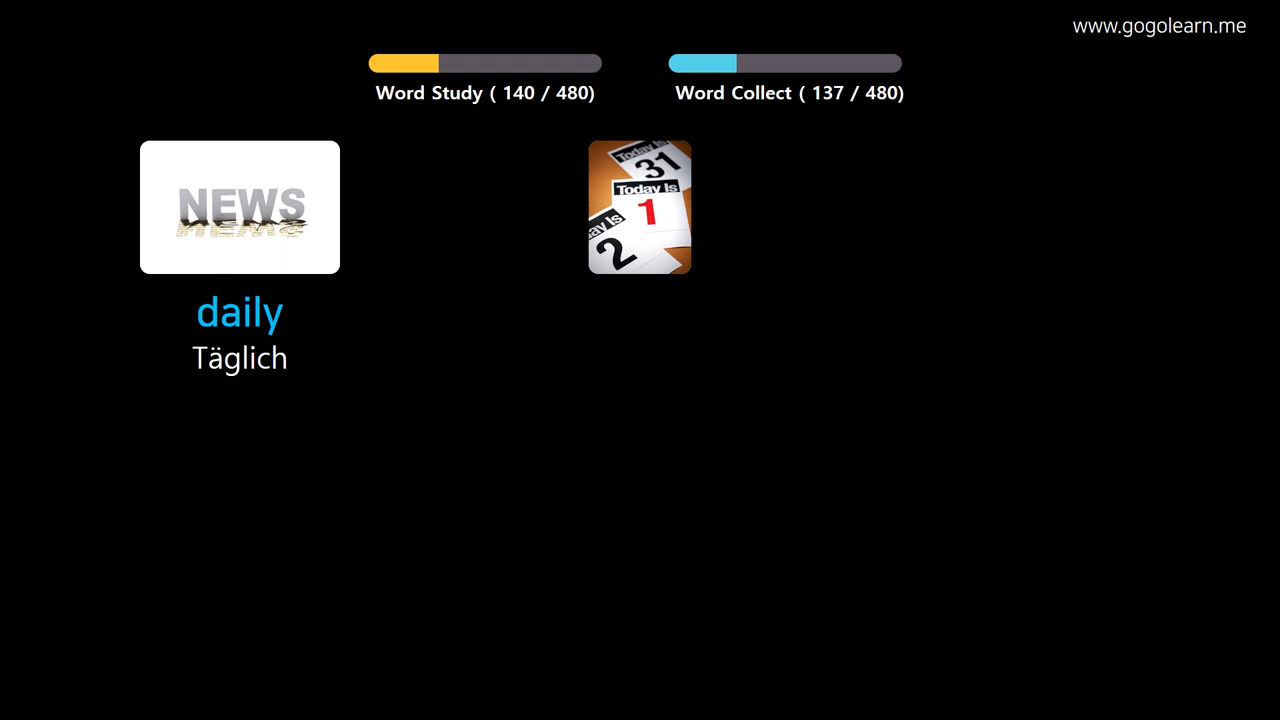 www.gogolearn.me
Word Study ( 140 / 480)
Word Collect ( 137 / 480)
NEWS
Today Is
31
Today Is
1
ay Is
2
daily
Täglich